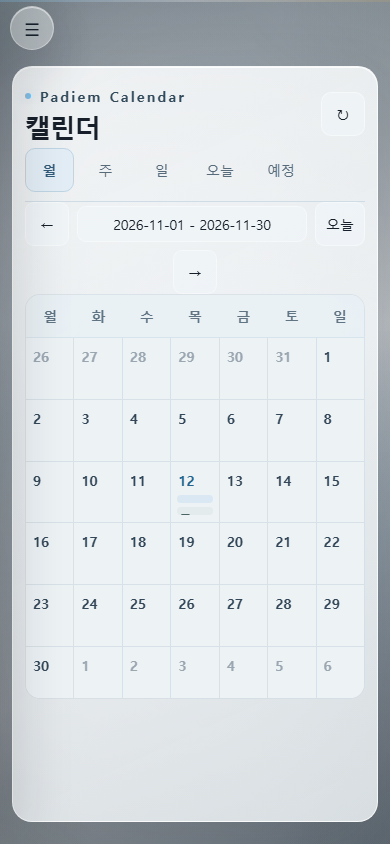 ☰
Padiem Calendar
캘린더
↻
월 주 일 오늘 예정
← 2026-11-01 - 2026-11-30 오늘
→
월 화 수 목 금 토 일
26 27 28 29 30 31 1
2 3 4 5 6 7 8
9 10 11 12 13 14 15
16 17 18 19 20 21 22
23 24 25 26 27 28 29
30 1 2 3 4 5 6